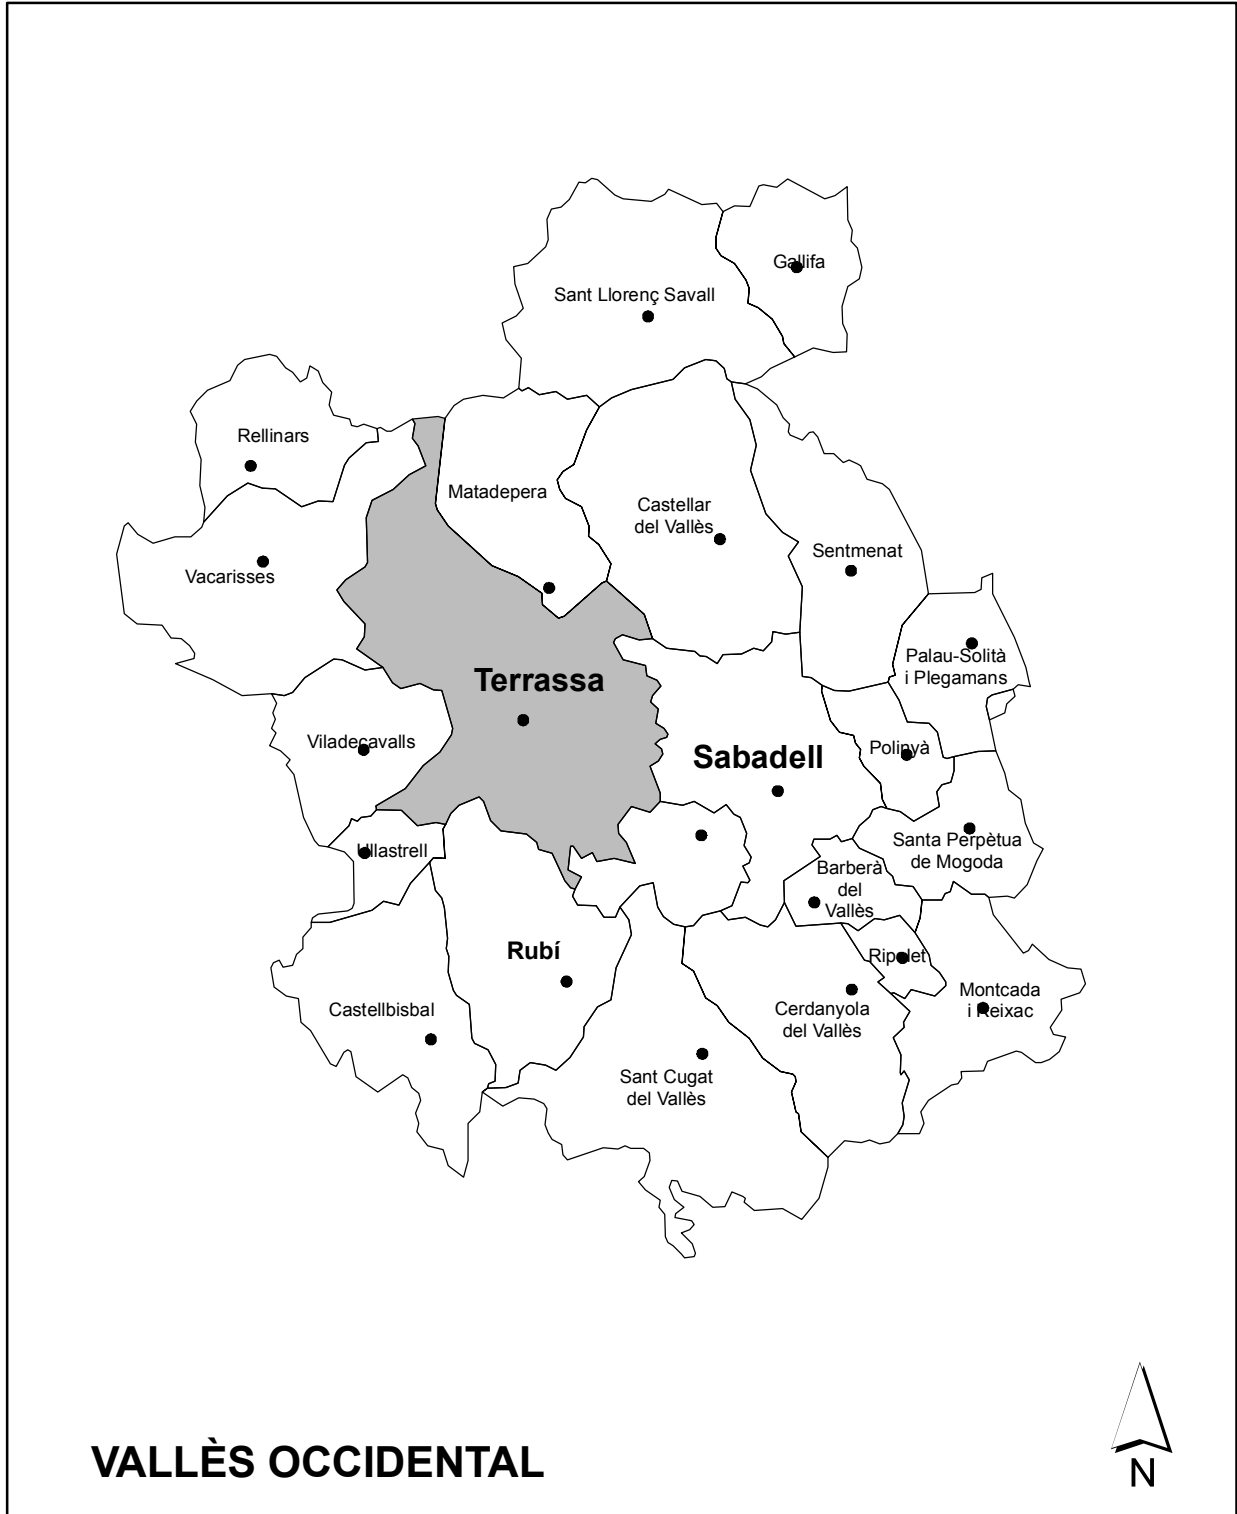 Gallifa
Sant Llorenç Savall
Rellinars
Matadepera
Castellar
del Vallès
Sentmenat
Vacarisses
Palau-Solità
i Plegamans
Terrassa
Viladecavalls
Sabadell
Polinyà
Santa Perpètua
de Mogoda
Ullastrell
Barberà
del
Vallès
Rubí
Ripollet
Castellbisbal
Cerdanyola
del Vallès
Montcada
i Reixac
Sant Cugat
del Vallès
VALLÈS OCCIDENTAL
N